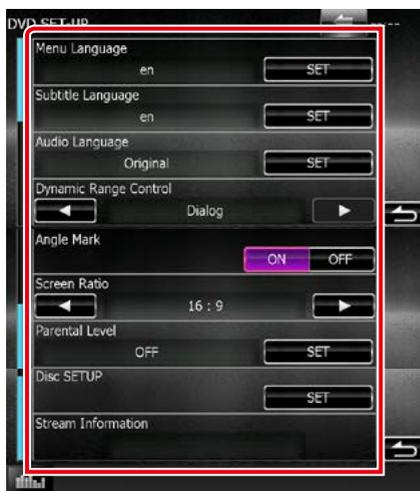 DVD SET-UP
Menu Language
en SET
Subtitle Language
en SET
Audio Language
Original SET
Dynamic Range Control
Dialog
Angle Mark
ON OFF
Screen Ratio
16 : 9
Parental Level
OFF SET
Disc SETUP
SET
Stream Information